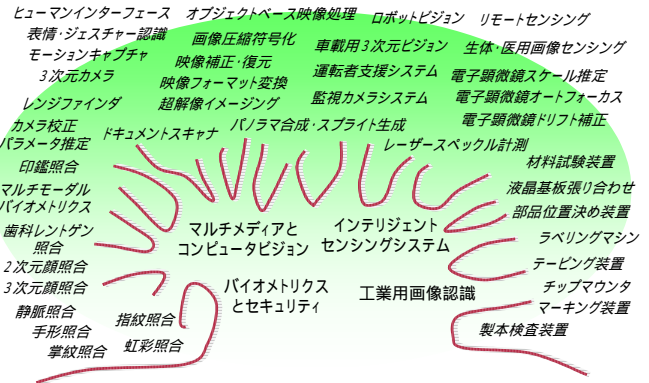 ヒューマンインターフェース
オブジェクトベース映像処理
ロボットビジョン
リモートセンシング
表情･ジェスチャー認識
モーションキャプチャ
3次元カメラ
レンジファインダ
カメラ校正
パラメータ推定
画像圧縮符号化
映像補正･復元
映像フォーマット変換
超解像イメージング
ドキュメントスキャナ
パノラマ合成･スプライト生成
車載用3次元ビジョン
運転者支援システム
監視カメラシステム
レーザースペックル計測
生体･医用画像センシング
電子顕微鏡スケール推定
電子顕微鏡オートフォーカス
電子顕微鏡ドリフト補正
印鑑照合
マルチモーダル
バイオメトリクス
歯科レントゲン
照合
2次元顔照合
3次元顔照合
静脈照合
手形照合
掌紋照合
指紋照合
虹彩照合
マルチメディアと
コンピュータビジョン
インテリジェント
センシングシステム
バイオメトリクス
とセキュリティ
工業用画像認識
材料試験装置
液晶基板張り合わせ
部品位置決め装置
ラベリングマシン
テーピング装置
チップマウンタ
マーキング装置
製本検査装置